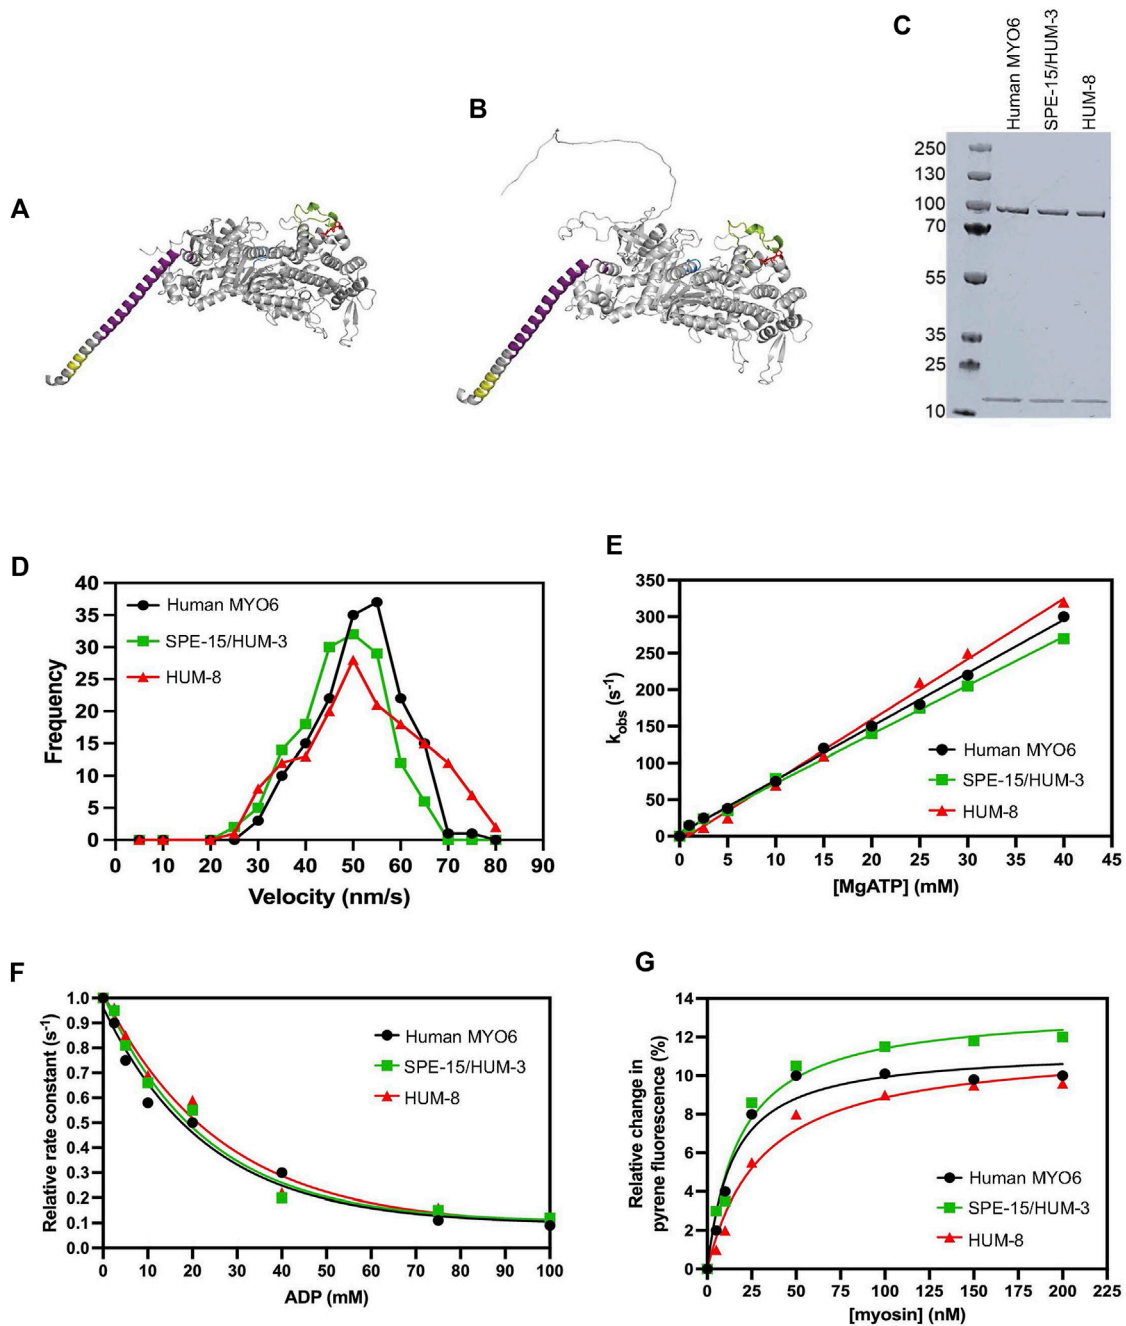 A
B
C
Human MYO6
SPE-15/HUM-3
HUM-8
250
130
100
70
55
35
25
10
D
Frequency
40
35
30
25
20
15
10
5
0
Human MYO6
SPE-15/HUM-3
HUM-8
0 10 20 30 40 50 60 70 80 90
Velocity (nm/s)
E
kobs (s-1)
350
300
250
200
150
100
50
0
Human MYO6
SPE-15/HUM-3
HUM-8
0 5 10 15 20 25 30 35 40 45
[MgATP] (mM)
F
Relative rate constant (s-1)
1.0
0.9
0.8
0.7
0.6
0.5
0.4
0.3
0.2
0.1
0.0
Human MYO6
SPE-15/HUM-3
HUM-8
0 10 20 30 40 50 60 70 80 90 100
ADP (mM)
G
Relative change in
pyrene fluorescence (%)
14
12
10
8
6
4
2
0
Human MYO6
SPE-15/HUM-3
HUM-8
0 25 50 75 100 125 150 175 200 225
[myosin] (nM)